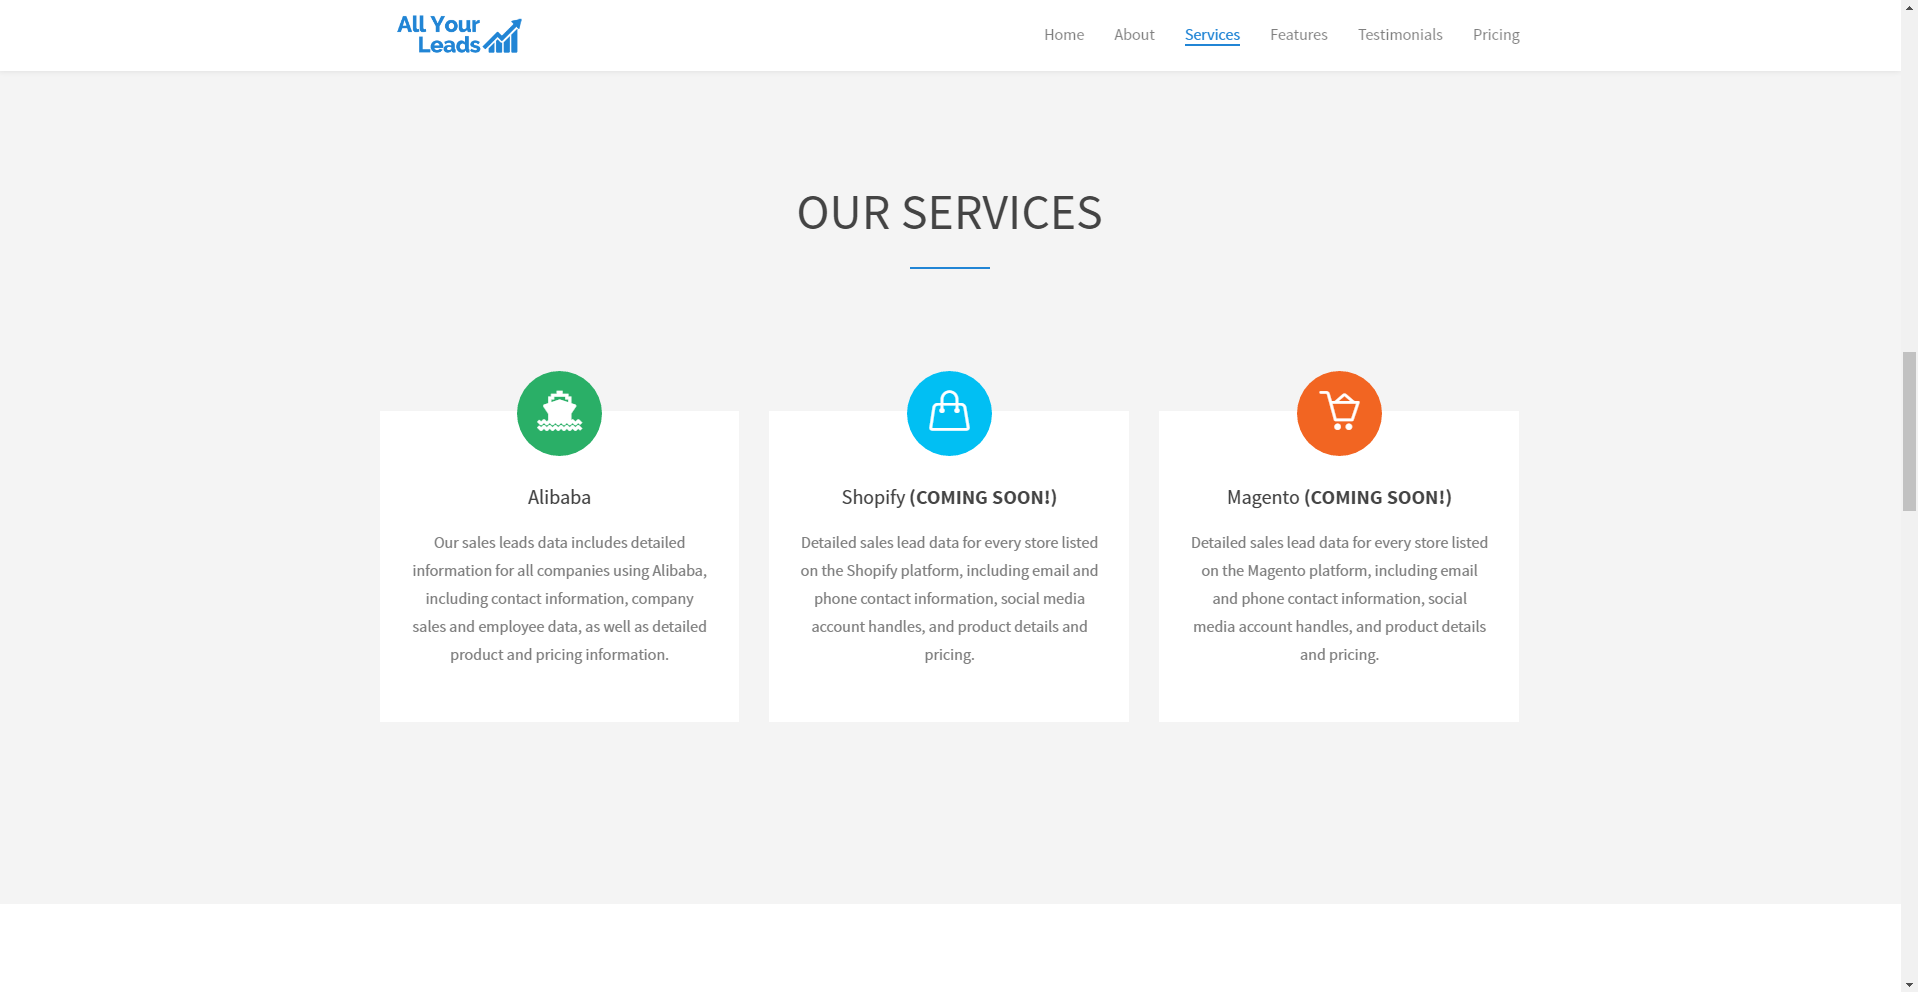 All Your
Leads
Home About Services Features Testimonials Pricing
OUR SERVICES
Alibaba
Our sales leads data includes detailed
information for all companies using Alibaba,
including contact information, company
sales and employee data, as well as detailed
product and pricing information.
Shopify (COMING SOON!)
Detailed sales lead data for every store listed
on the Shopify platform, including email and
phone contact information, social media
account handles, and product details and
pricing.
Magento (COMING SOON!)
Detailed sales lead data for every store listed
on the Magento platform, including email
and phone contact information, social
media account handles, and product details
and pricing.